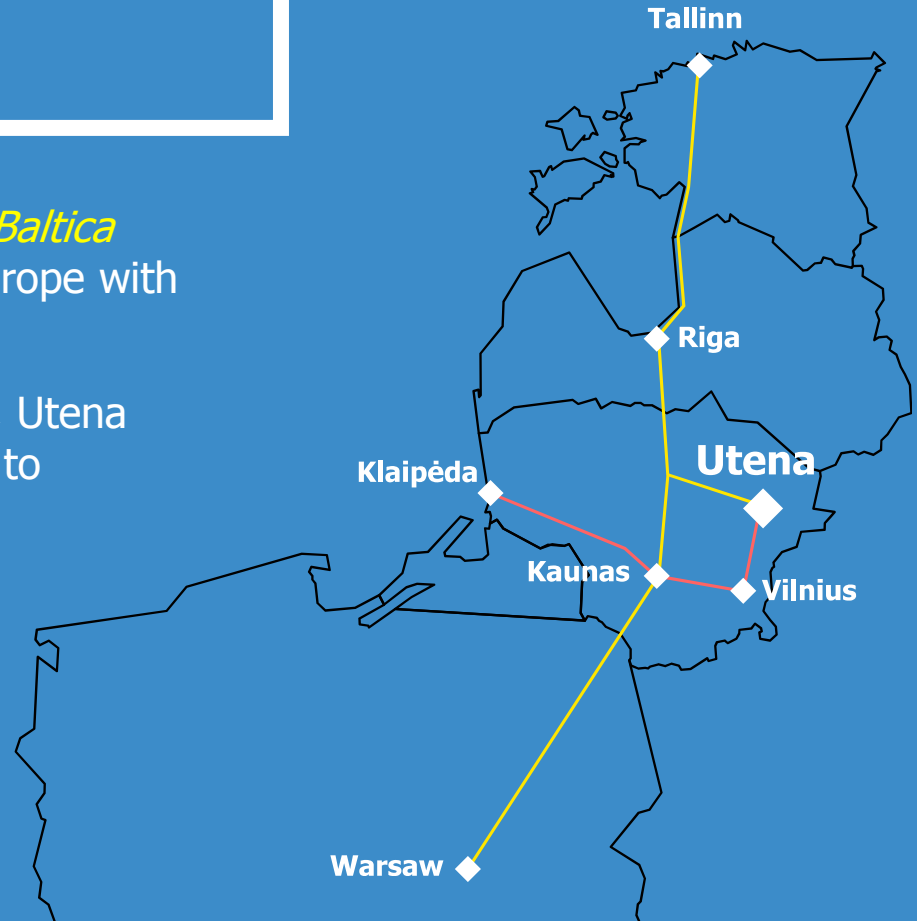 Baltica
rope with
Utena
to
Tallinn
Riga
Utena
Klaipėda
Kaunas
Vilnius
Warsaw